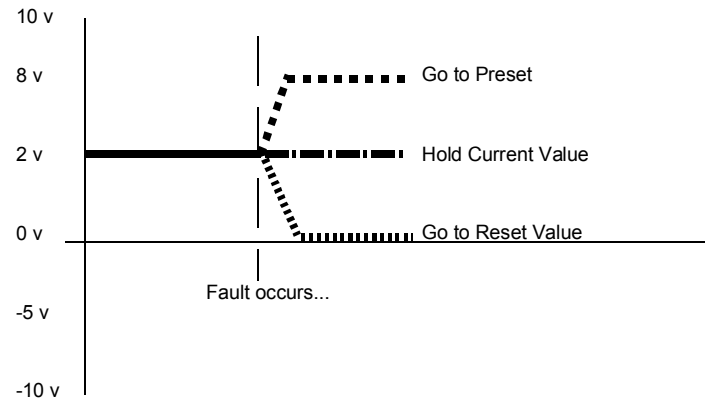 10 v
8 v
Go to Preset
2 v
Hold Current Value
0 v
Go to Reset Value
Fault occurs...
-5 v
-10 v